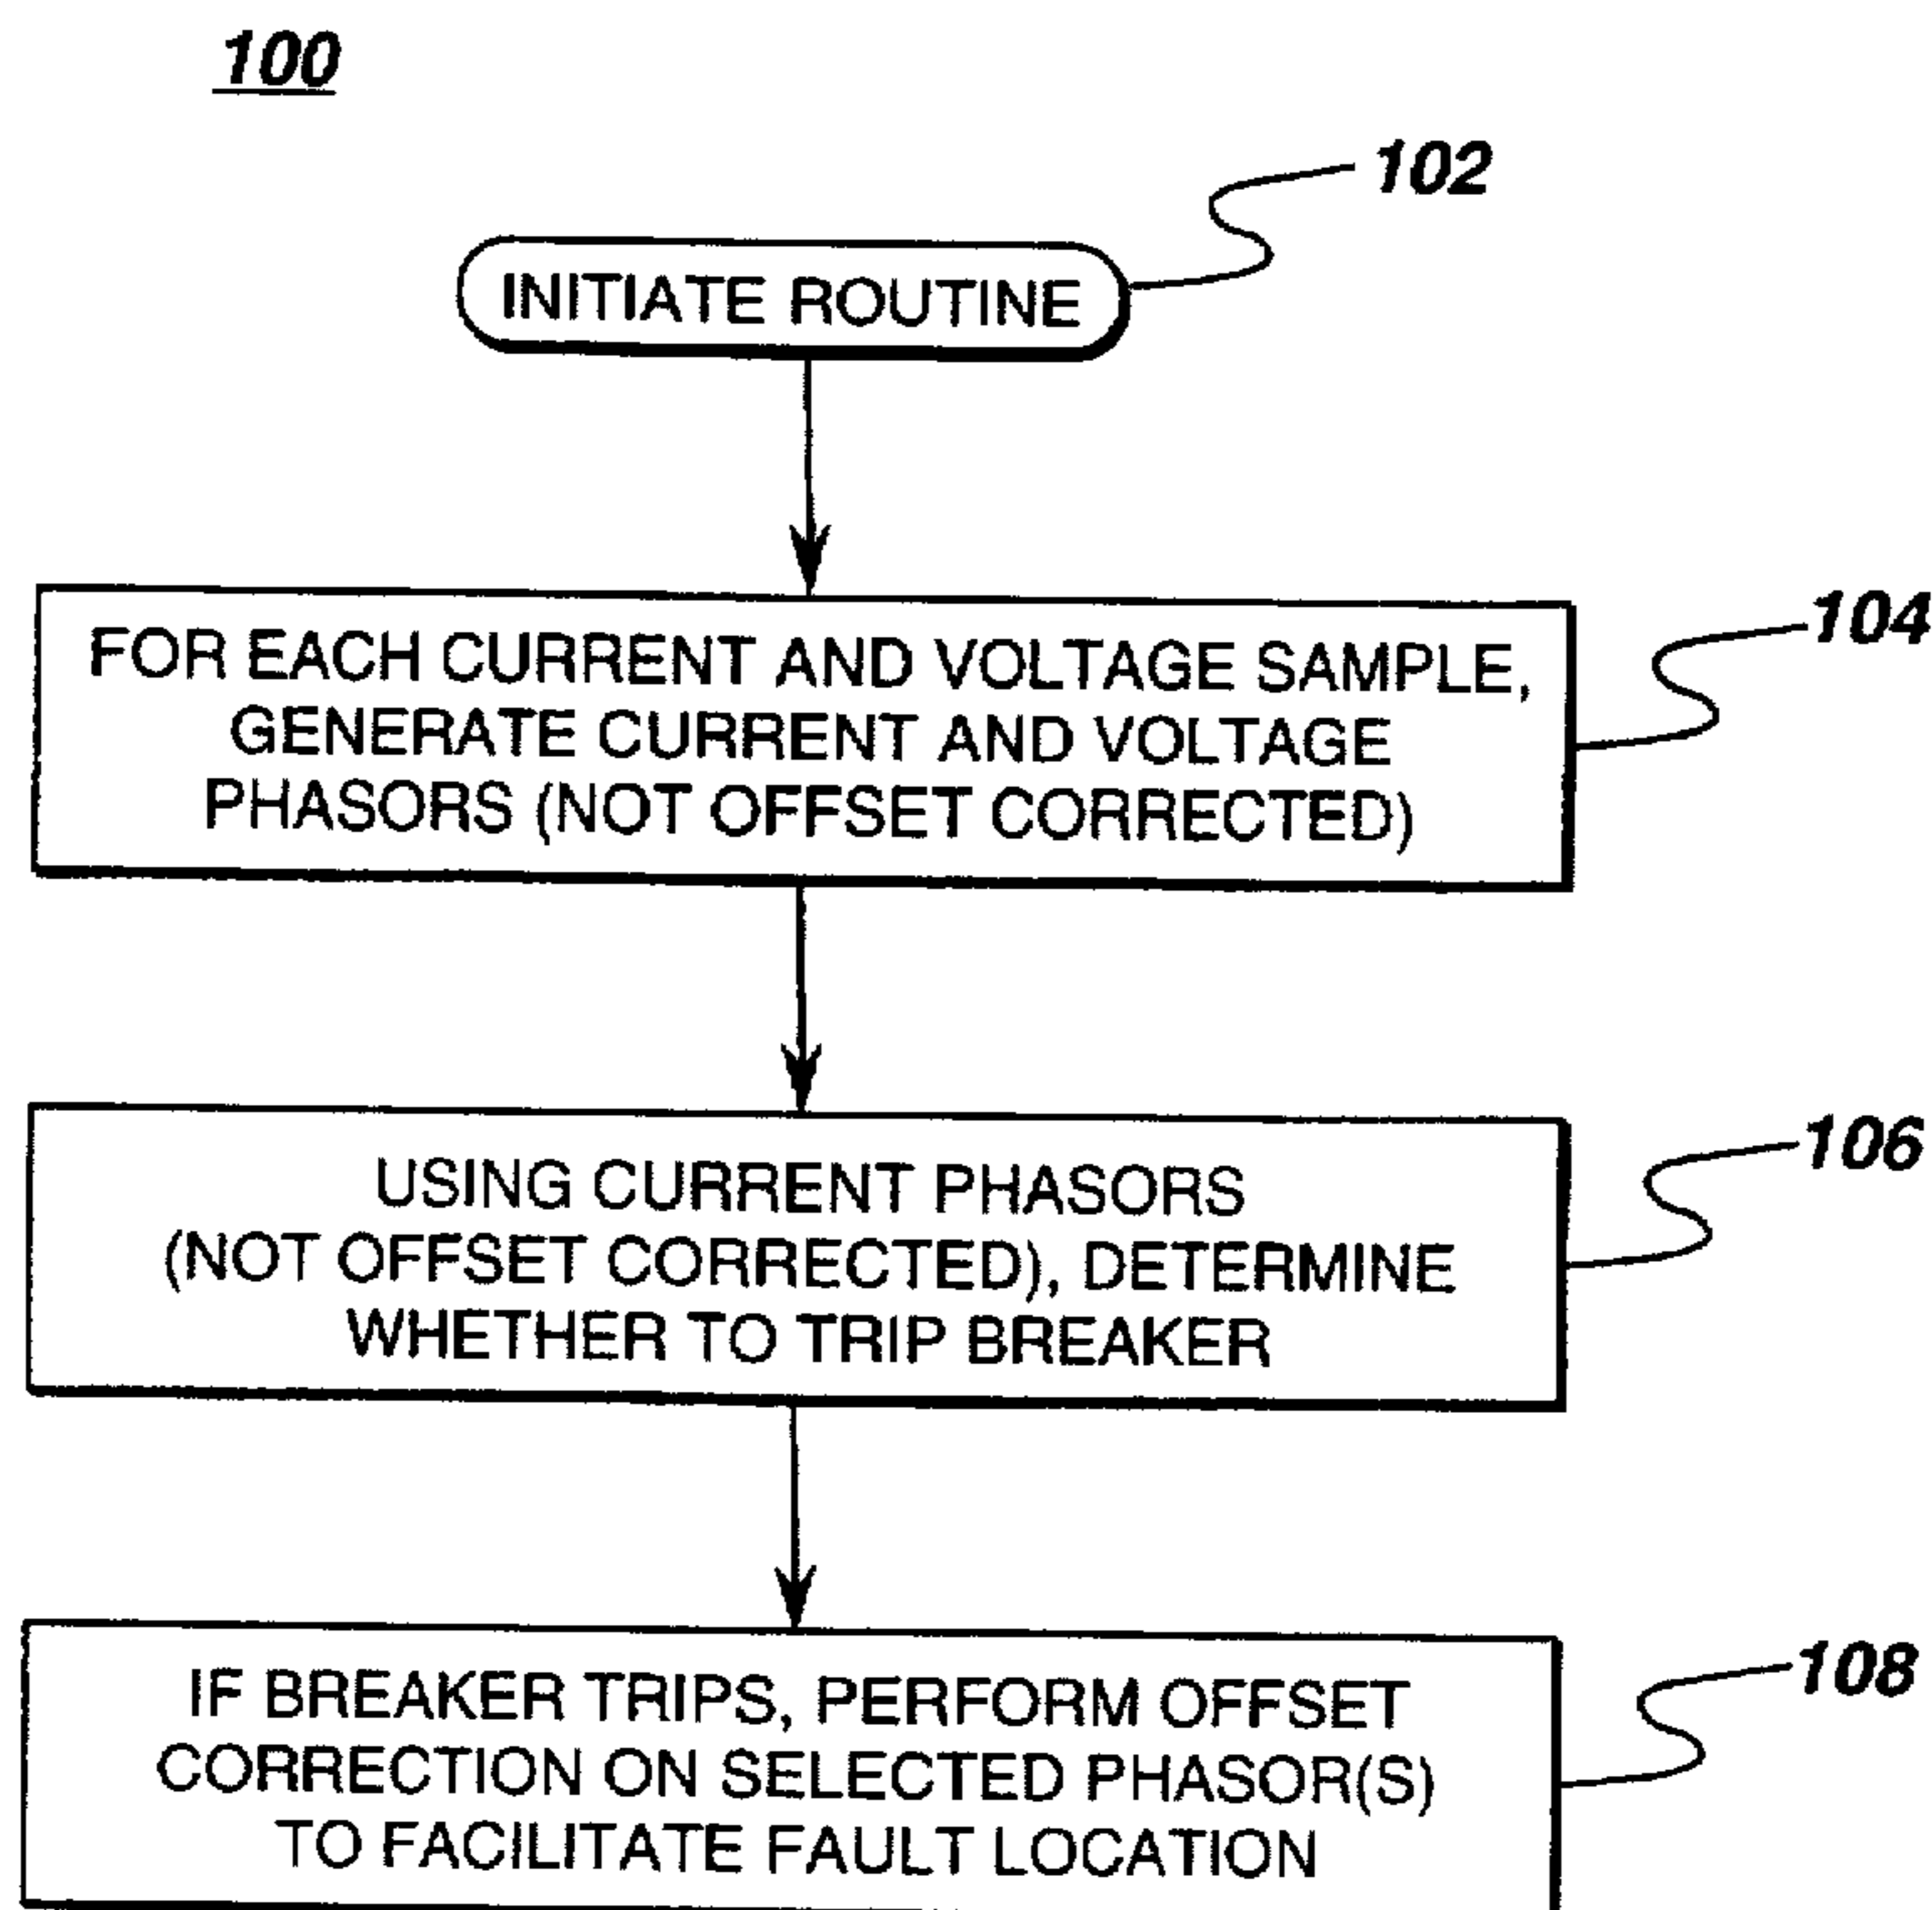 100
102
INITIATE ROUTINE
104
FOR EACH CURRENT AND VOLTAGE SAMPLE,
GENERATE CURRENT AND VOLTAGE
PHASORS (NOT OFFSET CORRECTED)
106
USING CURRENT PHASORS
(NOT OFFSET CORRECTED), DETERMINE
WHETHER TO TRIP BREAKER
108
IF BREAKER TRIPS, PERFORM OFFSET
CORRECTION ON SELECTED PHASOR(S)
TO FACILITATE FAULT LOCATION